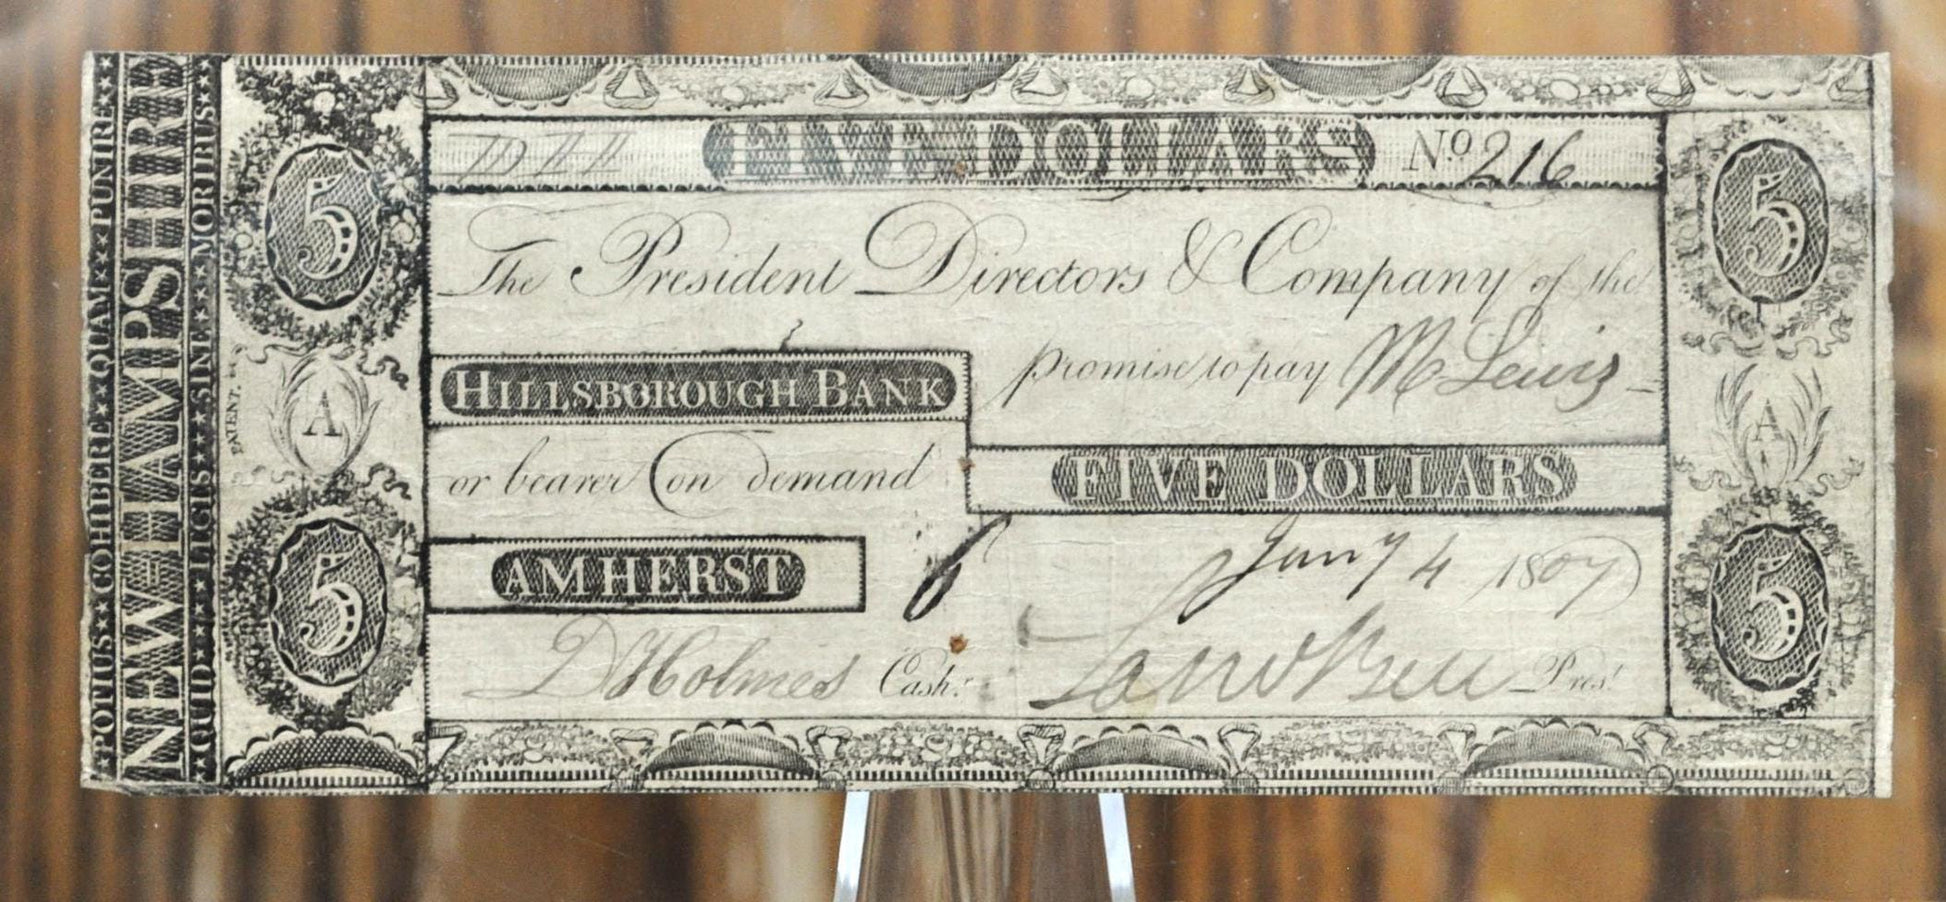 POTIUS★★COHIBERE★QUAM★★PUNIRE★★
NEW=HAMPSHIRE
★QUID★★★LEGES★★SINE★★MORIBUS★★
PATENT.
5
A
5
FIVE DOLLARS
No. 216
The President Directors & Company of the
HILLSBOROUGH BANK
promise to pay M Lewis
or bearer on demand
FIVE DOLLARS
AMHERST
Jany 4 1807
D Holmes Cash.r
Pres.t
5
A
5